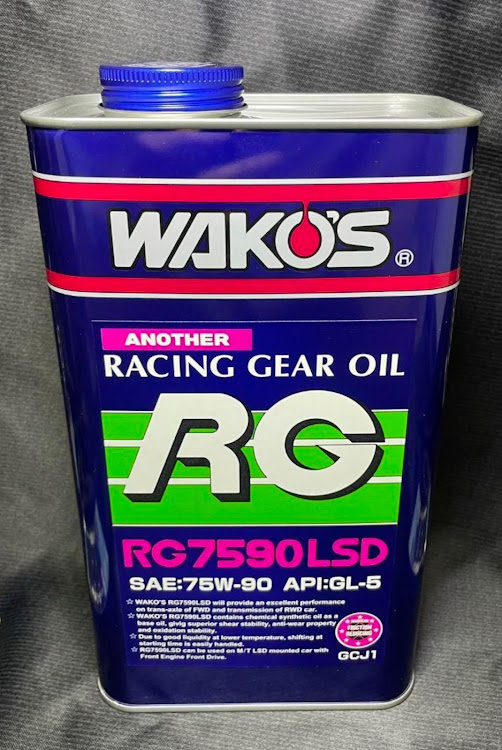 WAKO'S ®
ANOTHER
RACING GEAR OIL
RG
RG7590LSD
SAE:75W-90 API:GL-5
☆ WAKO'S RG7590LSD will provide an excellent performance
on trans-axle of FWD and transmission of RWD car.
☆ WAKO'S RG7590LSD contains chemical synthetic oil as a
base oil, givig superior shear stability, anti-wear property
and oxidation stability.
☆ Due to good liquidity at lower temperature, shifting at
starting time is easily handled.
☆ RG7590LSD can be used on M/T LSD mounted car with
Front Engine Front Drive.
FRICTION
GCJ1